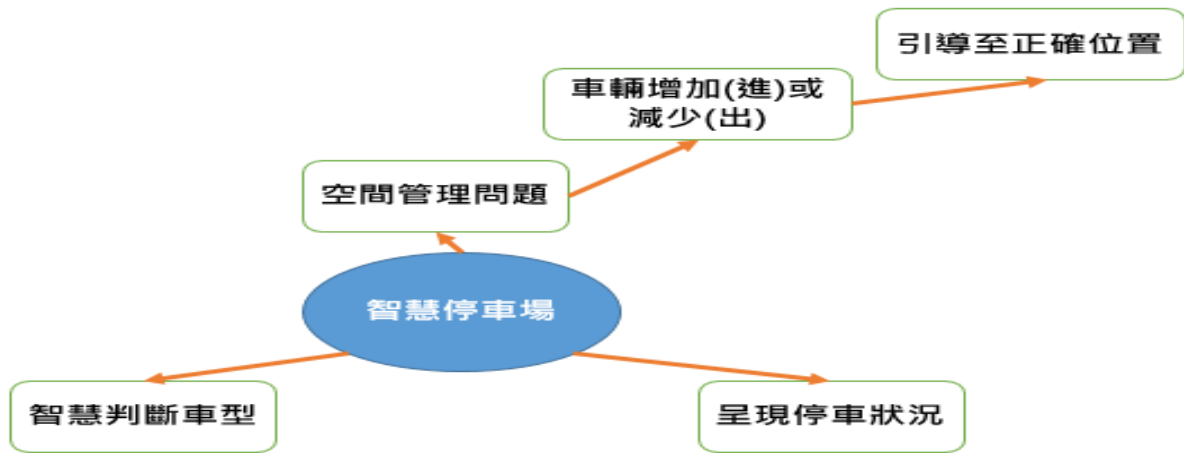 引導至正確位置
車輛增加(進)或
減少(出)
空間管理問題
智慧停車場
智慧判斷車型
呈現停車狀況